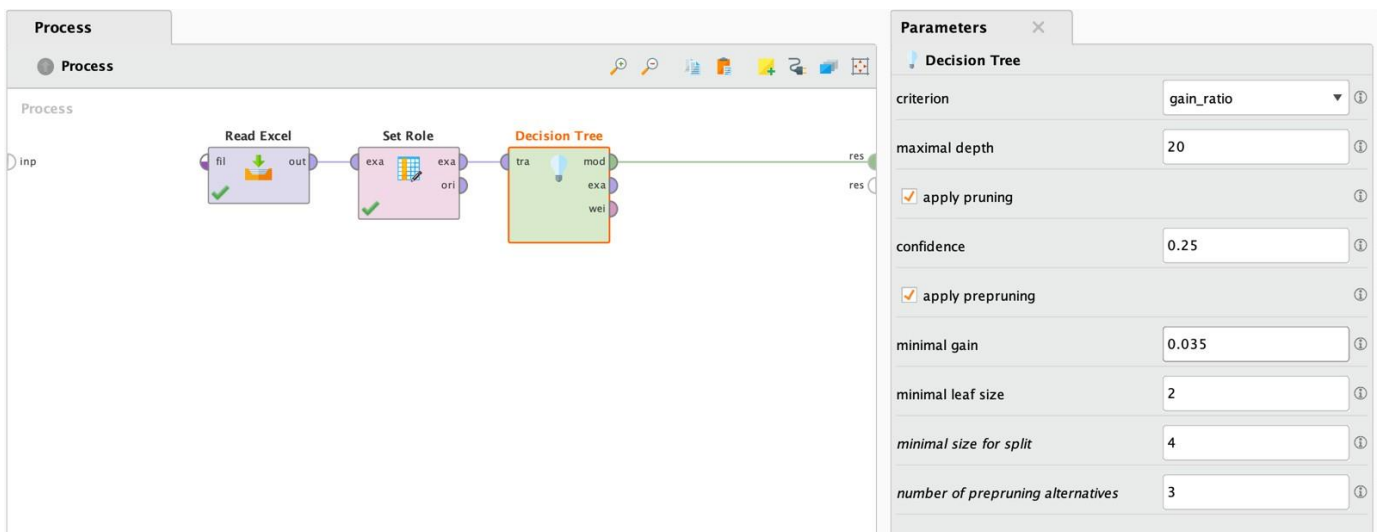 Process
Process
Process
inp
Read Excel
fil
out
Set Role
exa
exa
ori
Decision Tree
tra
mod
exa
wei
res
res
Parameters
Decision Tree
criterion
gain_ratio
maximal depth
20
apply pruning
confidence
0.25
apply prepruning
minimal gain
0.035
minimal leaf size
2
minimal size for split
4
number of prepruning alternatives
3